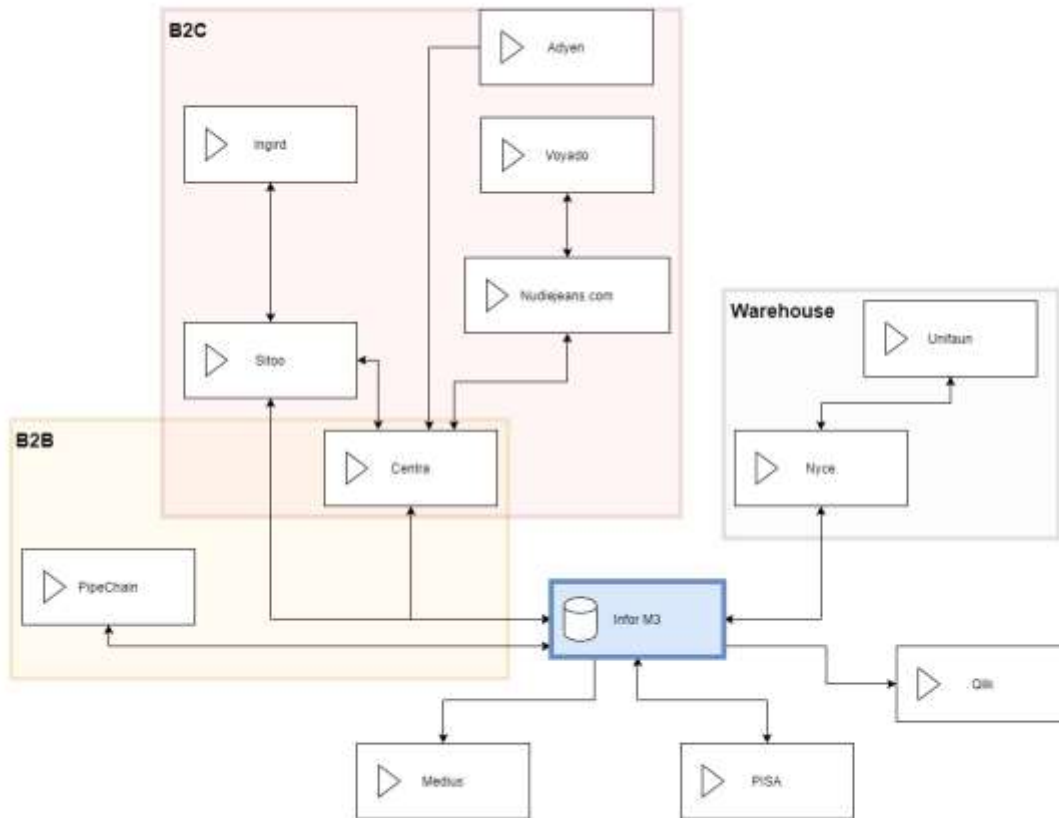 B2C
Adyen
Ingird
Voyado
Nudiejeans.com
Warehouse
Unifaun
Sitoo
B2B
Centra
Nyce
PipeChain
Infor M3
Qlik
Medius
PISA